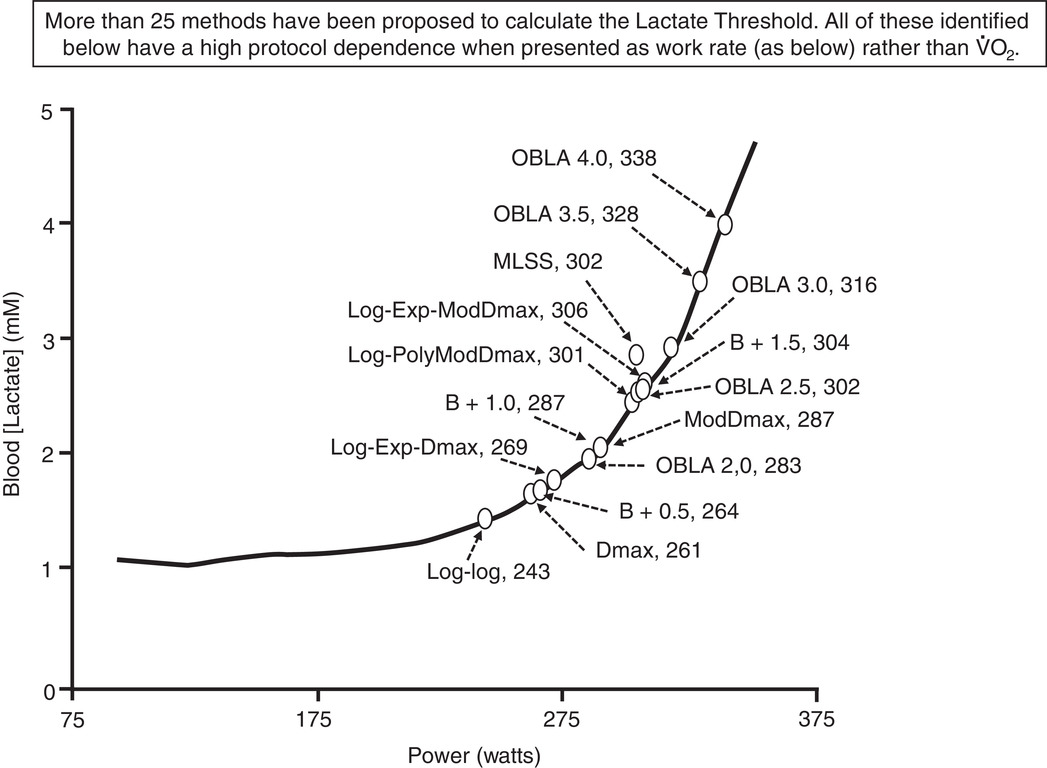 More than 25 methods have been proposed to calculate the Lactate Threshold. All of these identified
below have a high protocol dependence when presented as work rate (as below) rather than V̇O₂.
5
OBLA 4.0, 338
4
OBLA 3.5, 328
MLSS, 302
OBLA 3.0, 316
Log-Exp-ModDmax, 306
3
B + 1.5, 304
Log-PolyModDmax, 301
OBLA 2.5, 302
B + 1.0, 287
ModDmax, 287
Log-Exp-Dmax, 269
2
OBLA 2,0, 283
B + 0.5, 264
Dmax, 261
1
Log-log, 243
0
Blood [Lactate] (mM)
75
175
275
375
Power (watts)